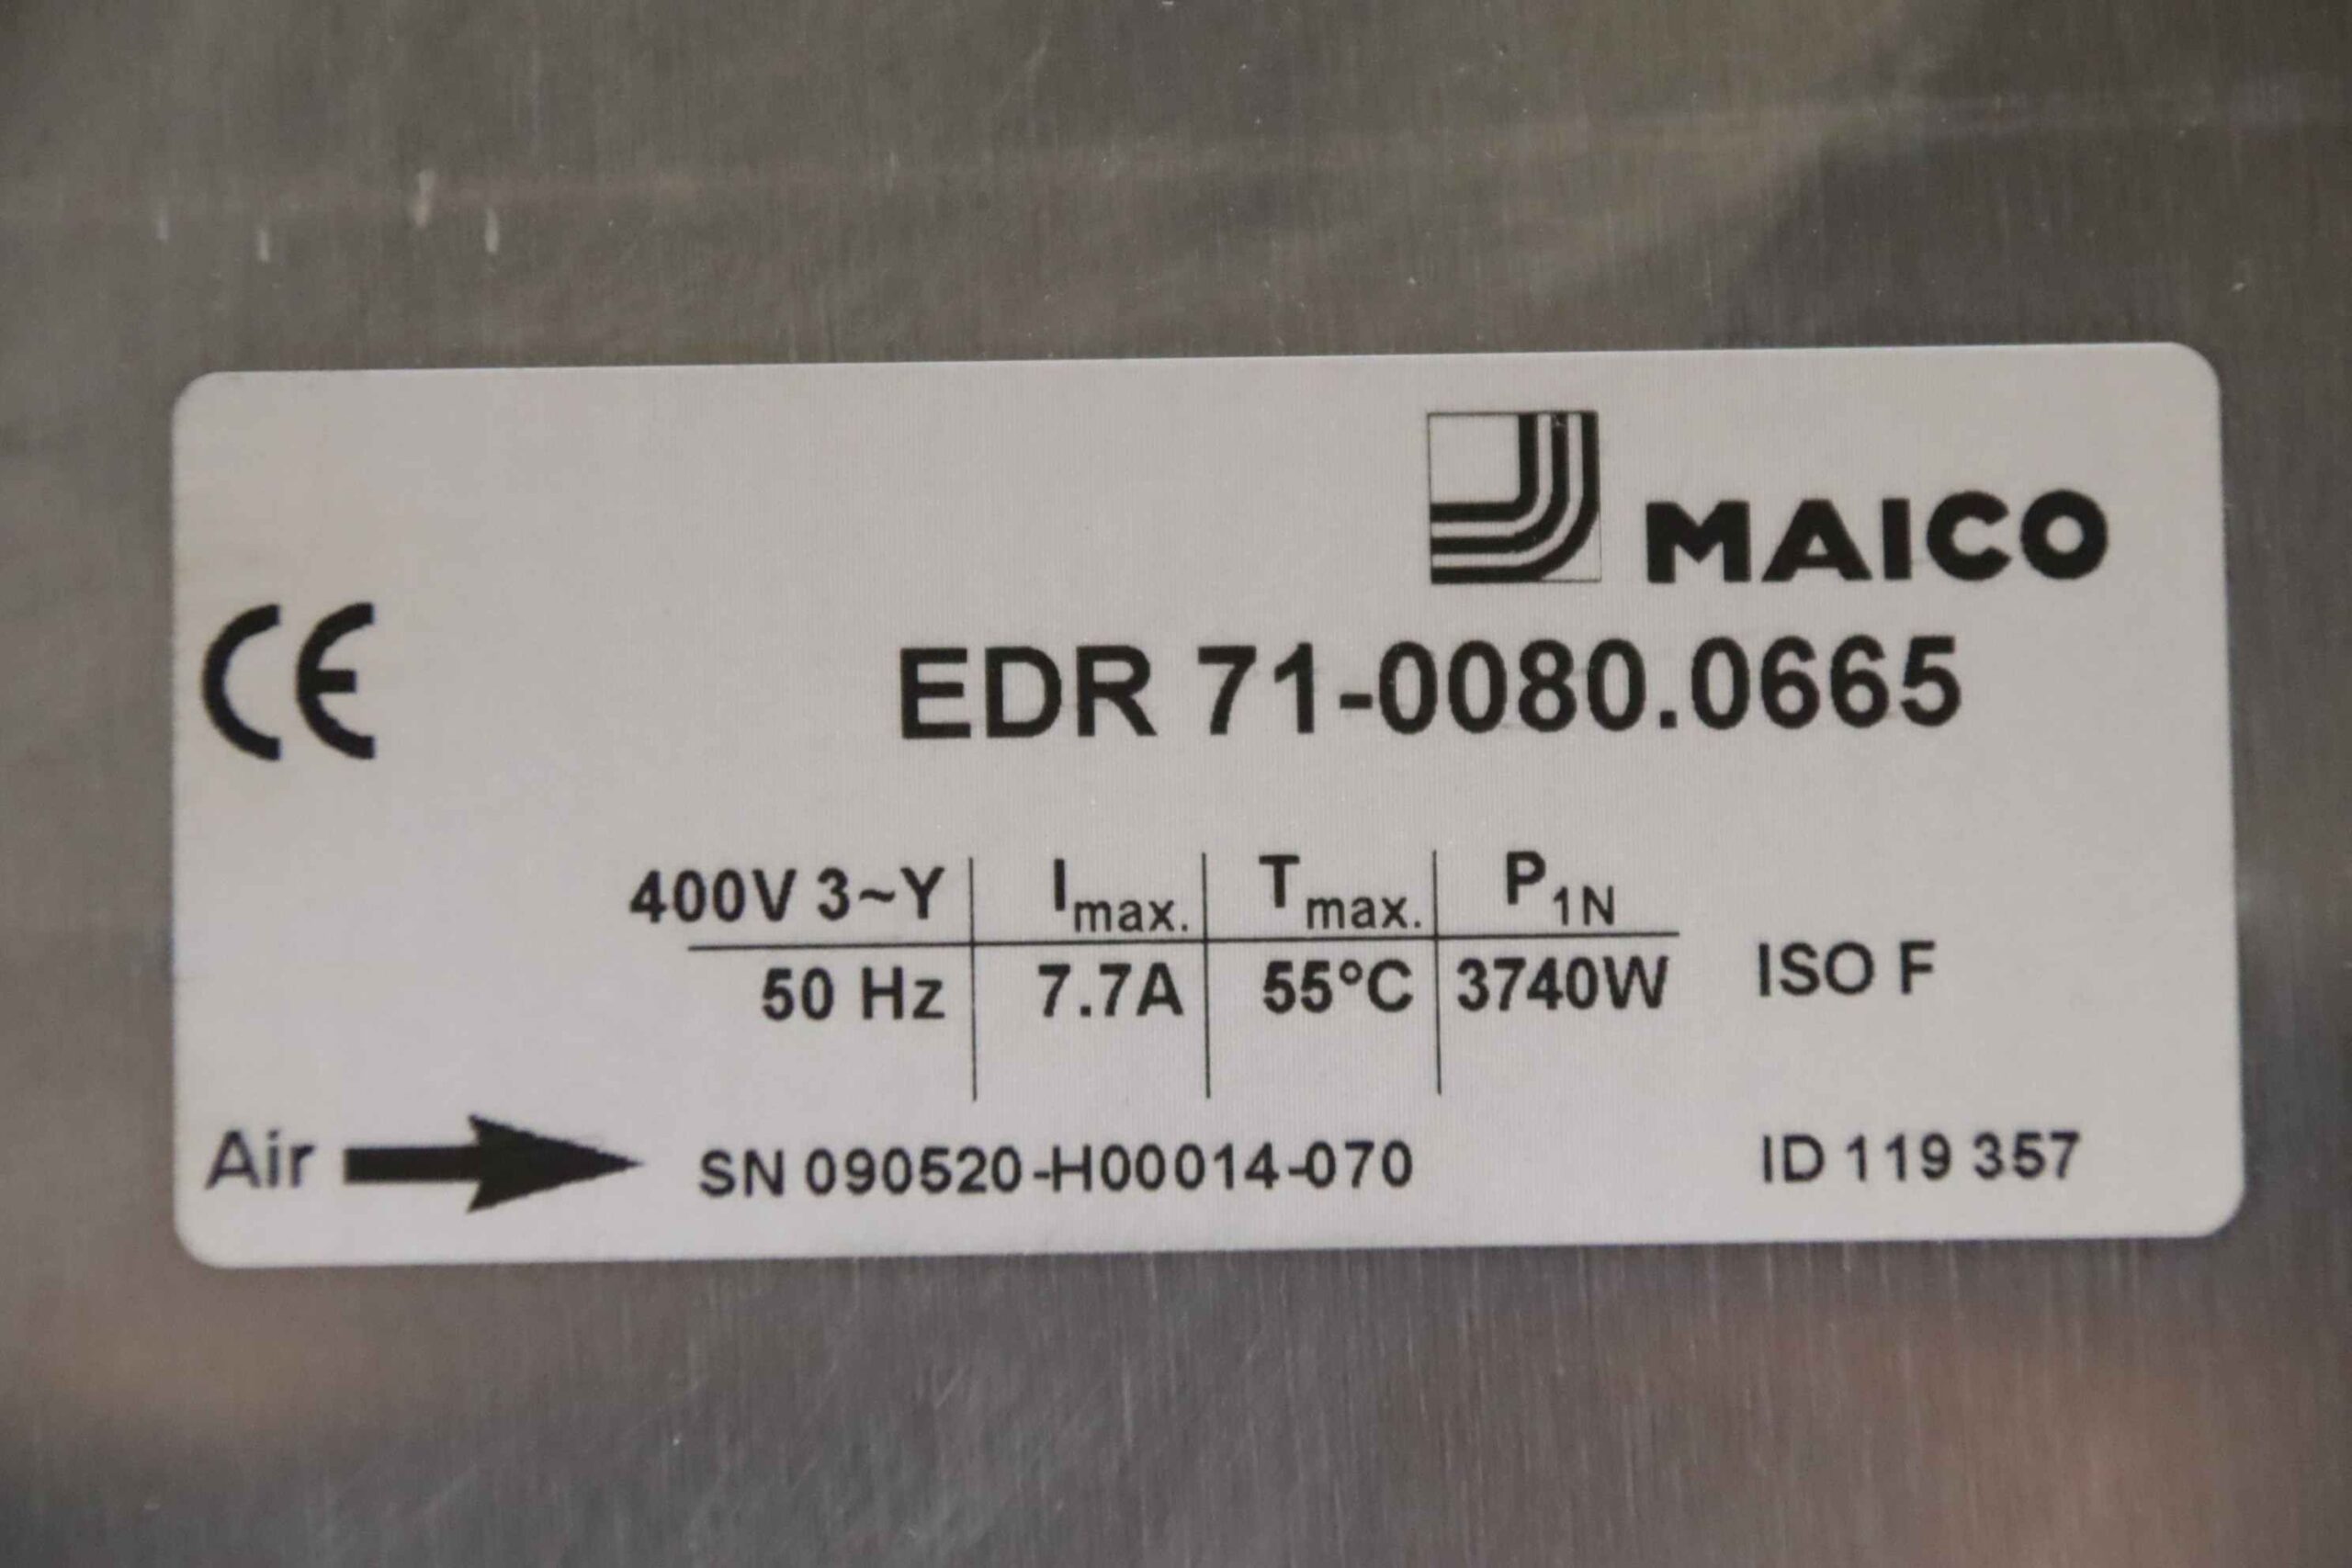 MAICO
CE
EDR 71-0080.0665
400V 3~Y Imax. Tmax. P1N
50 Hz 7.7A 55°C 3740W ISO F
Air SN 090520-H00014-070 ID 119 357